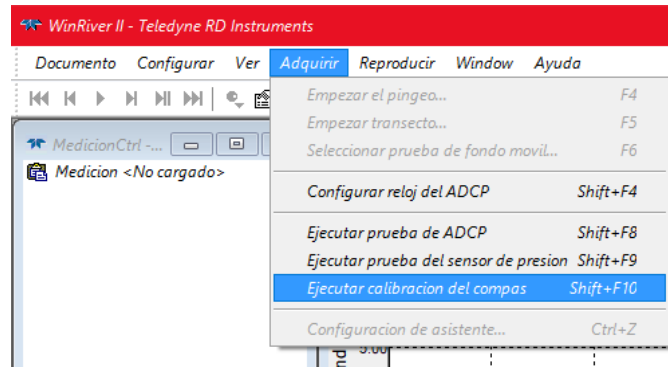 WinRiver II - Teledyne RD Instruments
Documento Configurar Ver Adquirir Reproducir Window Ayuda
Empezar el pingeo... F4
Empezar transecto... F5
Seleccionar prueba de fondo movil... F6
MedicionCtrl -...
Medicion <No cargado>
Configurar reloj del ADCP Shift+F4
Ejecutar prueba de ADCP Shift+F8
Ejecutar prueba del sensor de presion Shift+F9
Ejecutar calibracion del compas Shift+F10
Configuracion de asistente... Ctrl+Z
5.00